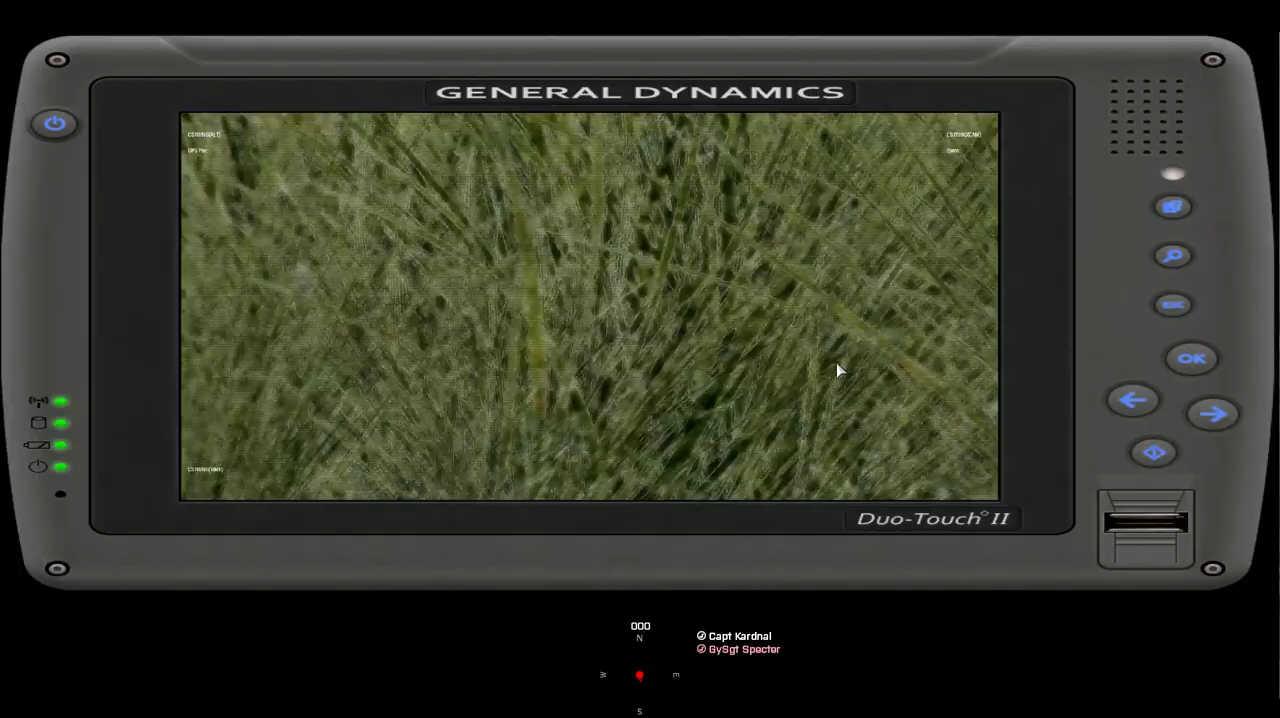 GENERAL DYNAMICS
OK
Duo-Touch II
000
N
W
E
S
Capt Kardnal
GySgt Specter